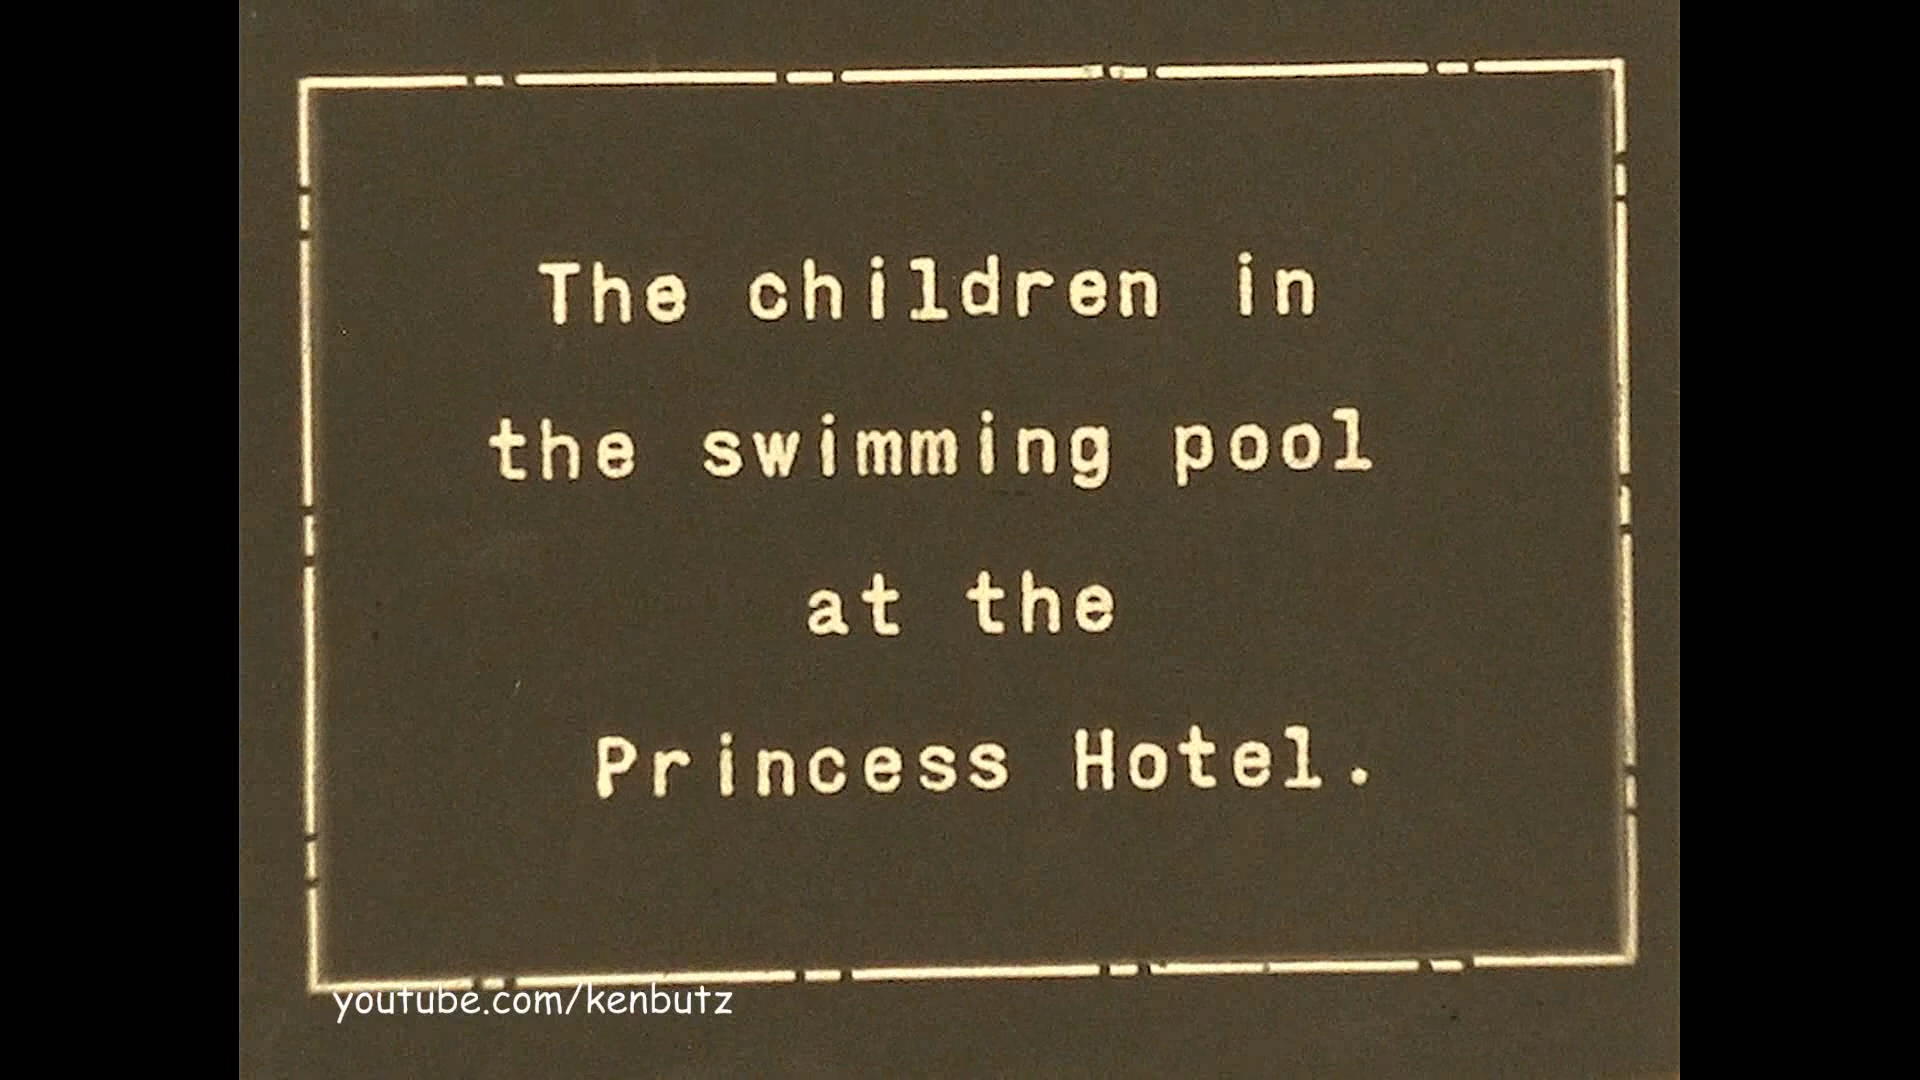 The children in
the swimming pool
at the
Princess Hotel.
youtube.com/kenbutz